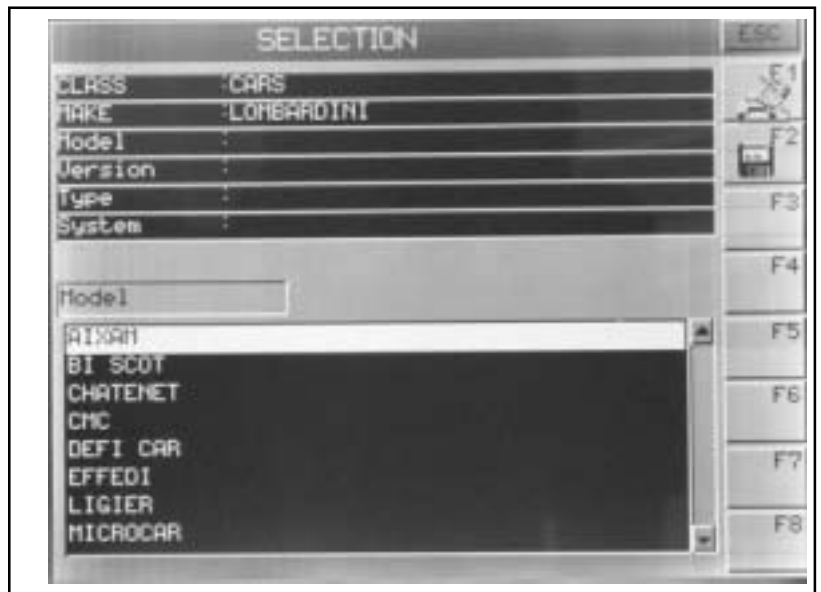 SELECTION
ESC
CLASS :CARS
MAKE :LOMBARDINI
Model :
Version :
Type :
System :
F1
F2
F3
F4
F5
F6
F7
F8
Model
AIXAM
BI SCOT
CHATENET
CMC
DEFI CAR
EFFEDI
LIGIER
MICROCAR